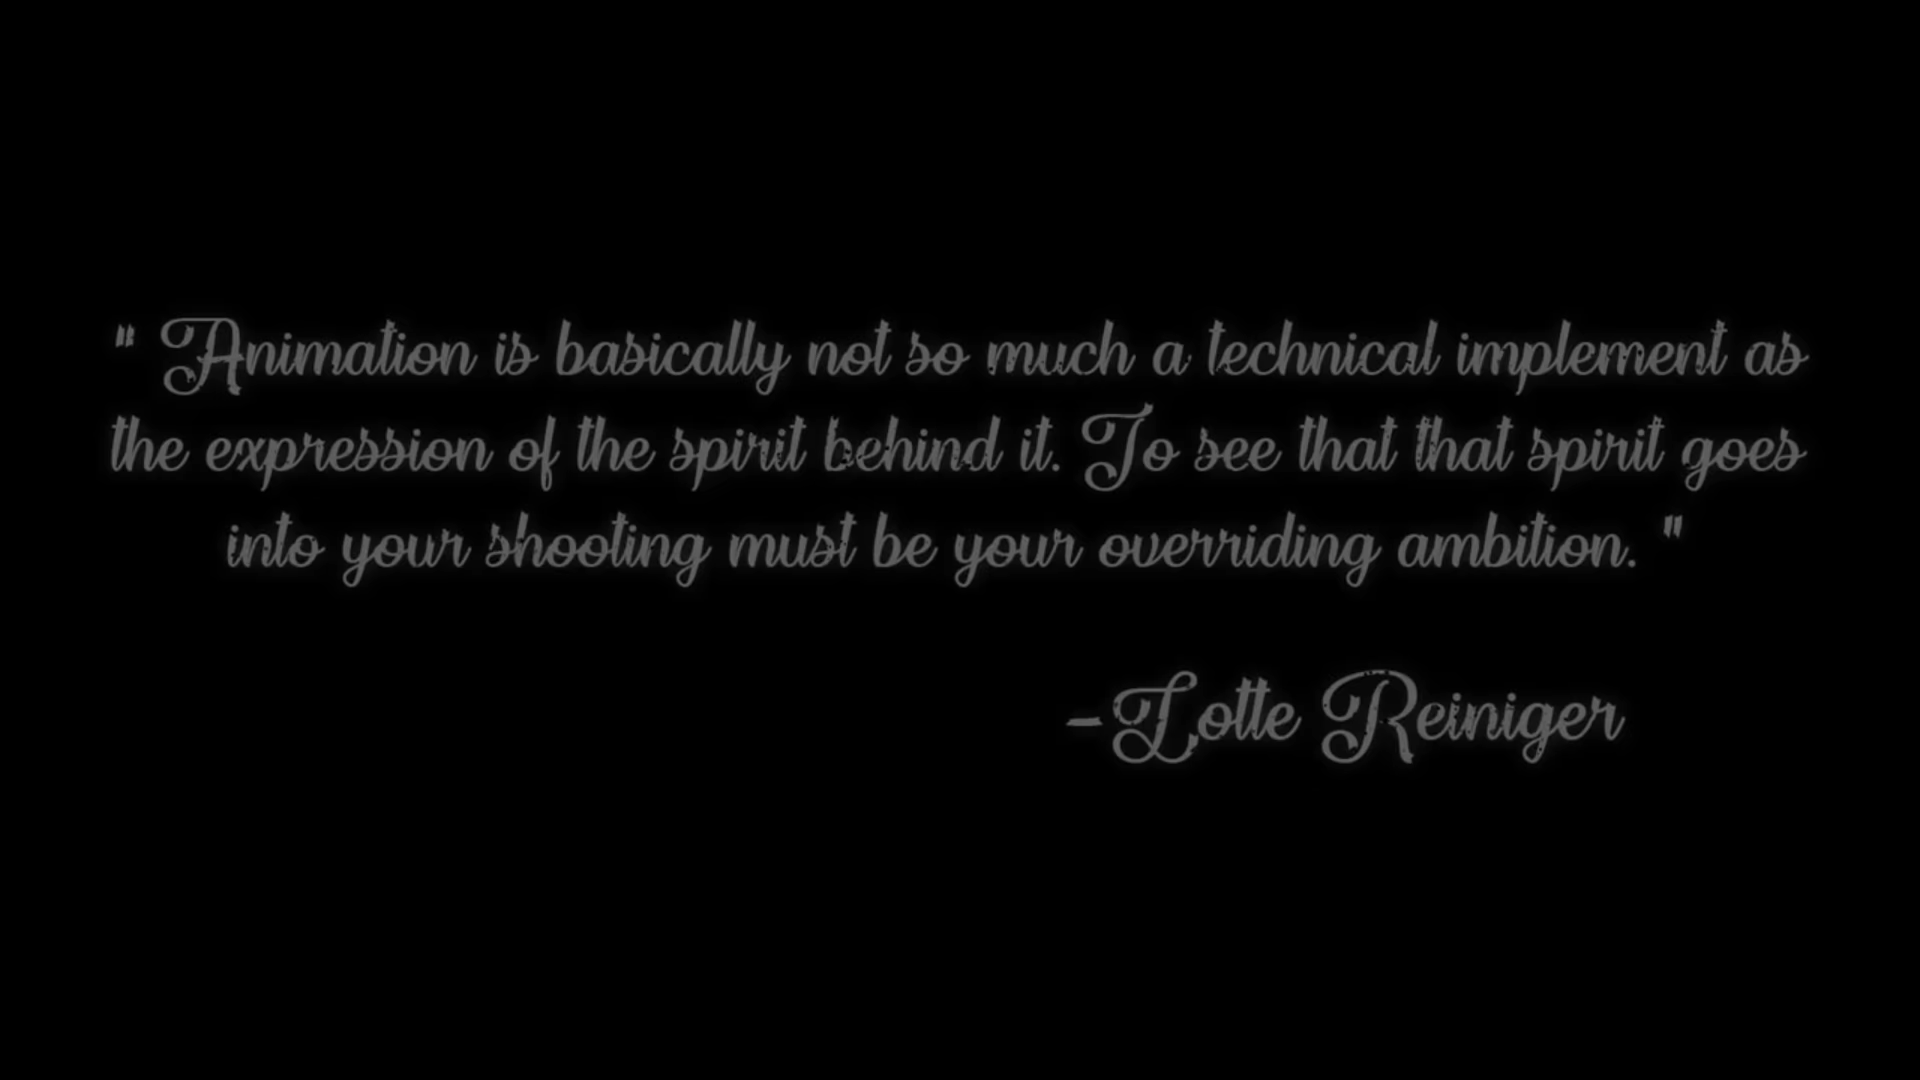 " Animation is basically not so much a technical implement as
the expression of the spirit behind it. To see that that spirit goes
into your shooting must be your overriding ambition. "
-Lotte Reiniger